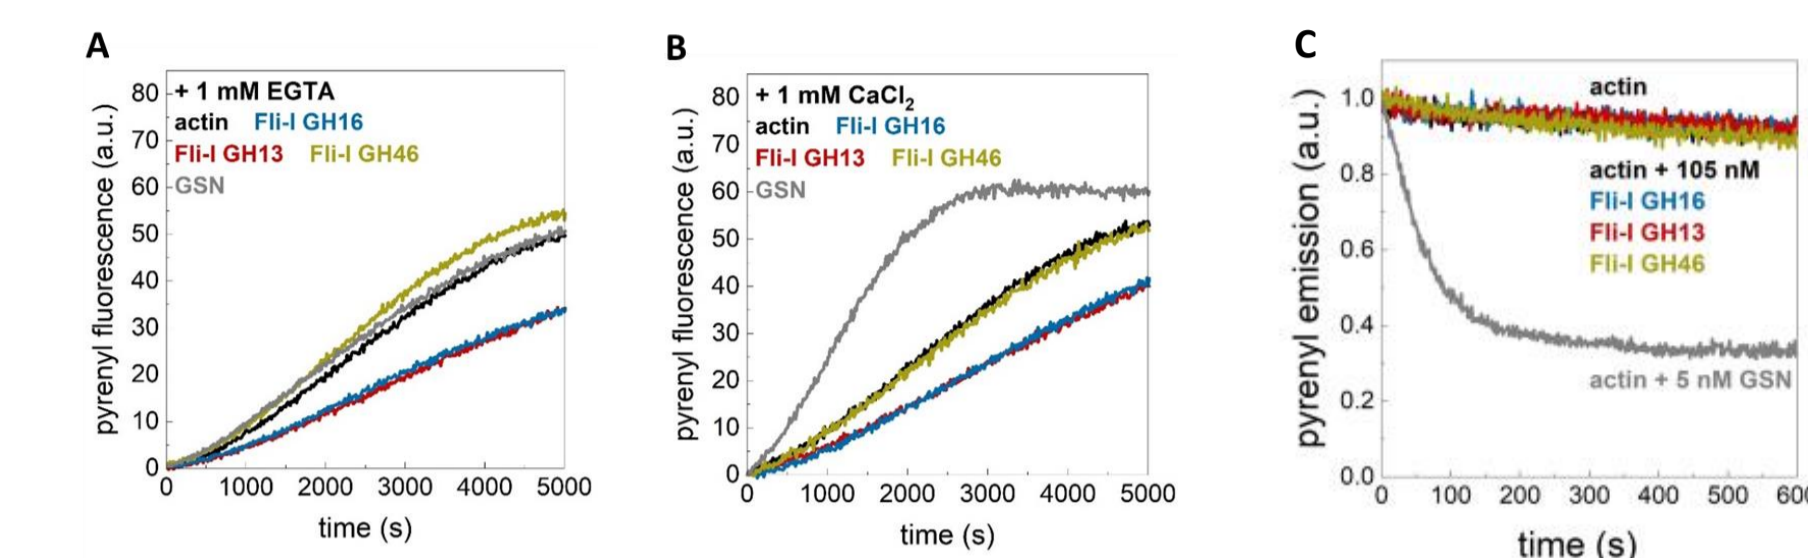 A
pyrenyl fluorescence (a.u.)
80
70
60
50
40
30
20
10
0
+ 1 mM EGTA
actin Fli-I GH16
Fli-I GH13 Fli-I GH46
GSN
0 1000 2000 3000 4000 5000
time (s)
B
pyrenyl fluorescence (a.u.)
80
70
60
50
40
30
20
10
0
+ 1 mM CaCl₂
actin Fli-I GH16
Fli-I GH13 Fli-I GH46
GSN
0 1000 2000 3000 4000 5000
time (s)
C
pyrenyl emission (a.u.)
1.0
0.8
0.6
0.4
0.2
0.0
actin
actin + 105 nM
Fli-I GH16
Fli-I GH13
Fli-I GH46
actin + 5 nM GSN
0 100 200 300 400 500 600
time (s)